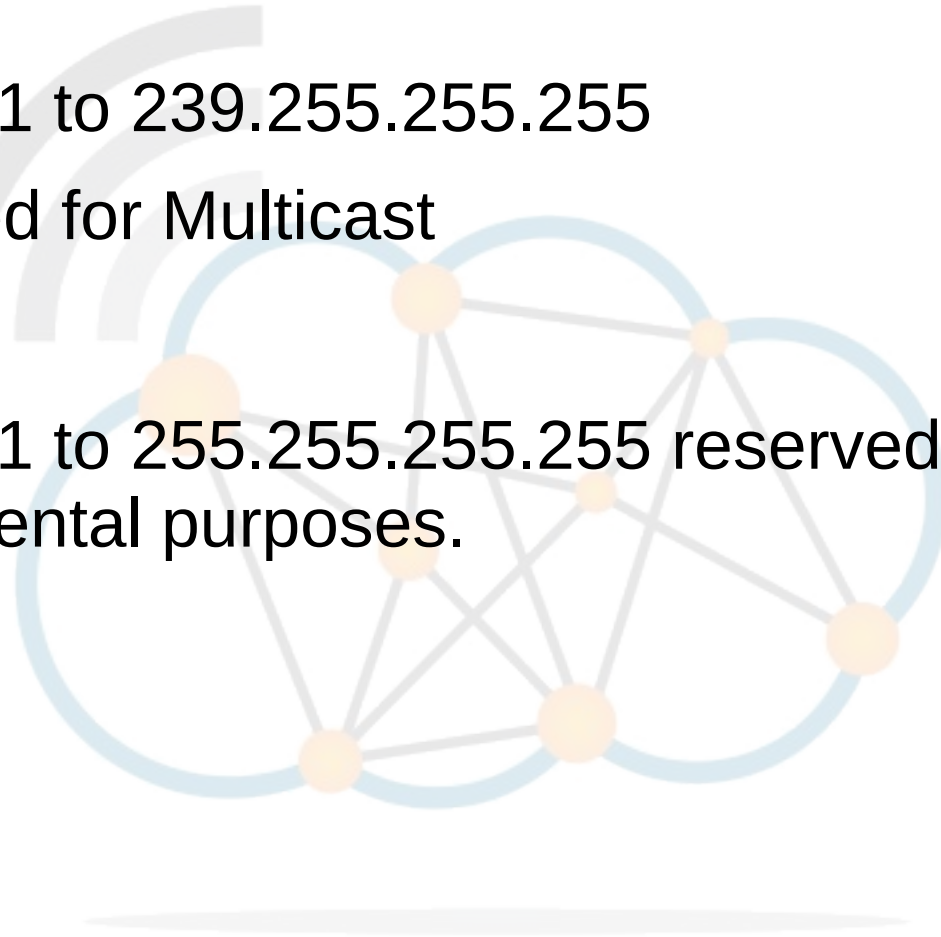 1 to 239.255.255.255
d for Multicast
1 to 255.255.255.255 reserved
ental purposes.